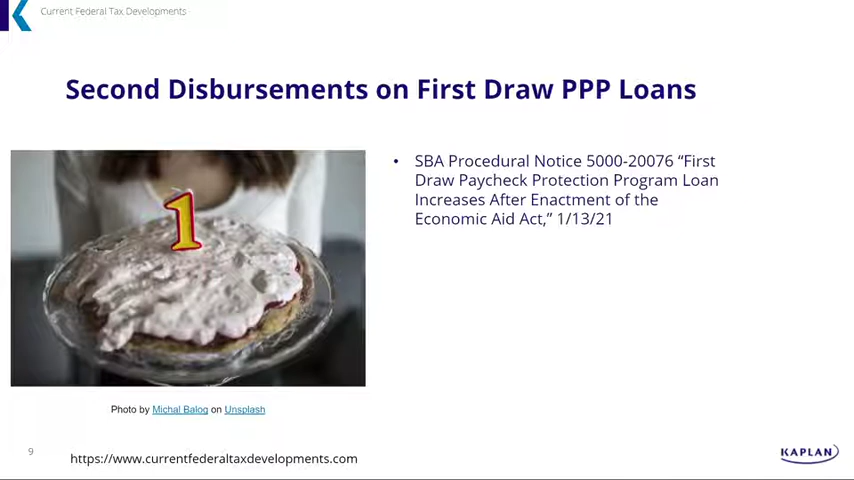 Current Federal Tax Developments
Second Disbursements on First Draw PPP Loans
1
• SBA Procedural Notice 5000-20076 “First
Draw Paycheck Protection Program Loan
Increases After Enactment of the
Economic Aid Act,” 1/13/21
Photo by Michal Balog on Unsplash
9
https://www.currentfederaltaxdevelopments.com
KAPLAN